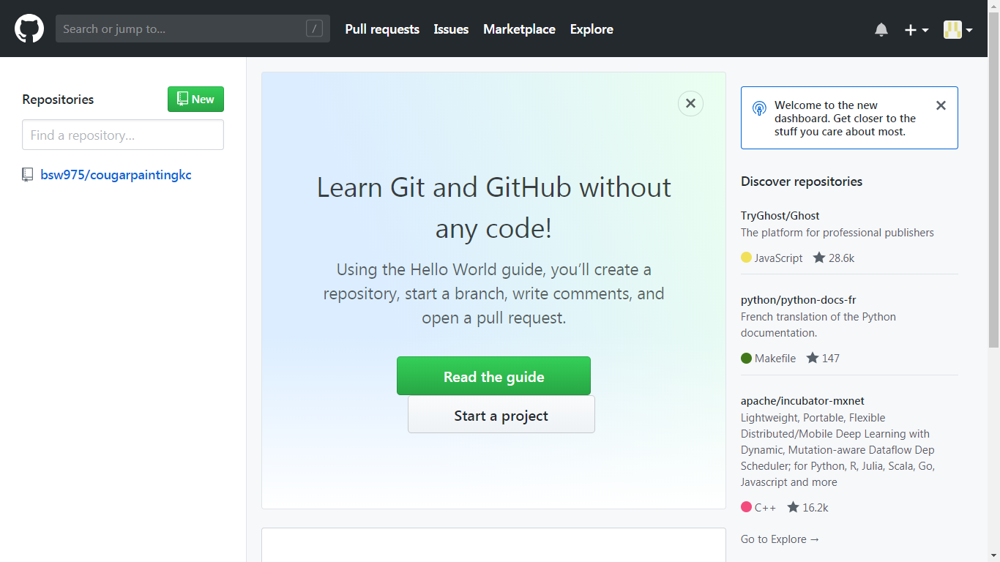 Search or jump to...
/
Pull requests
Issues
Marketplace
Explore
Repositories
New
Find a repository...
bsw975/cougarpaintingkc
Learn Git and GitHub without
any code!
Using the Hello World guide, you’ll create a
repository, start a branch, write comments, and
open a pull request.
Read the guide
Start a project
Welcome to the new
dashboard. Get closer to the
stuff you care about most.
Discover repositories
TryGhost/Ghost
The platform for professional publishers
JavaScript 28.6k
python/python-docs-fr
French translation of the Python
documentation.
Makefile 147
apache/incubator-mxnet
Lightweight, Portable, Flexible
Distributed/Mobile Deep Learning with
Dynamic, Mutation-aware Dataflow Dep
Scheduler; for Python, R, Julia, Scala, Go,
Javascript and more
C++ 16.2k
Go to Explore →